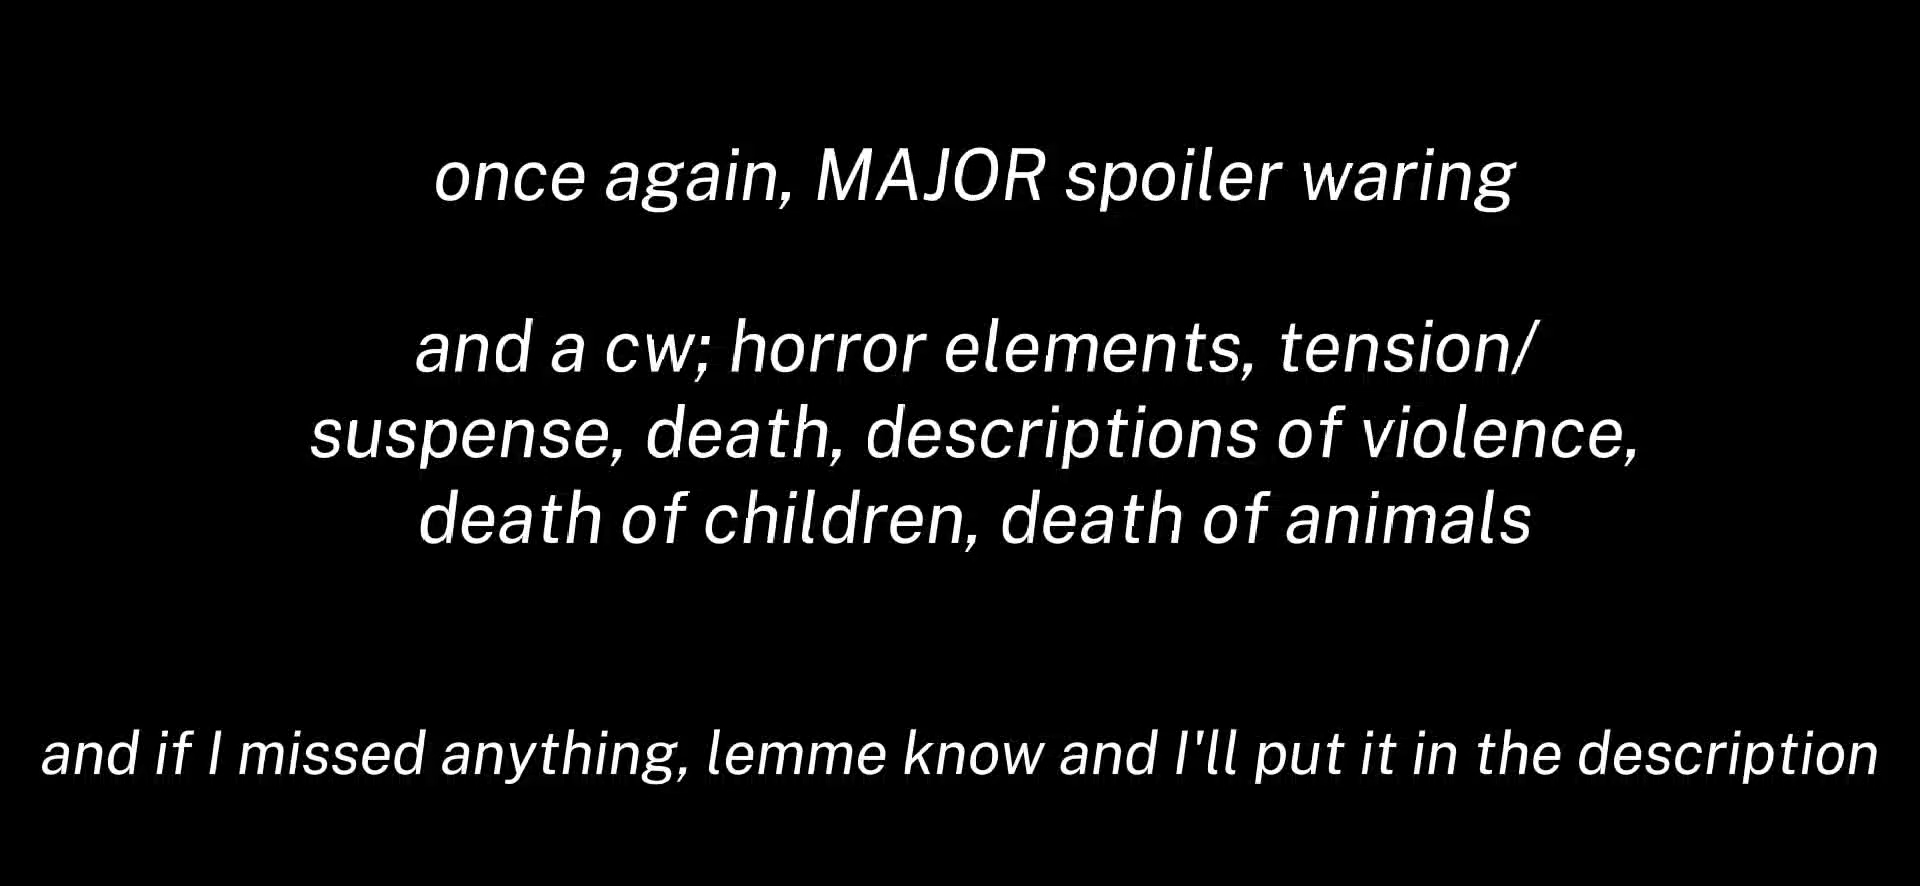 once again, MAJOR spoiler waring
and a cw; horror elements, tension/
suspense, death, descriptions of violence,
death of children, death of animals
and if I missed anything, lemme know and I'll put it in the description